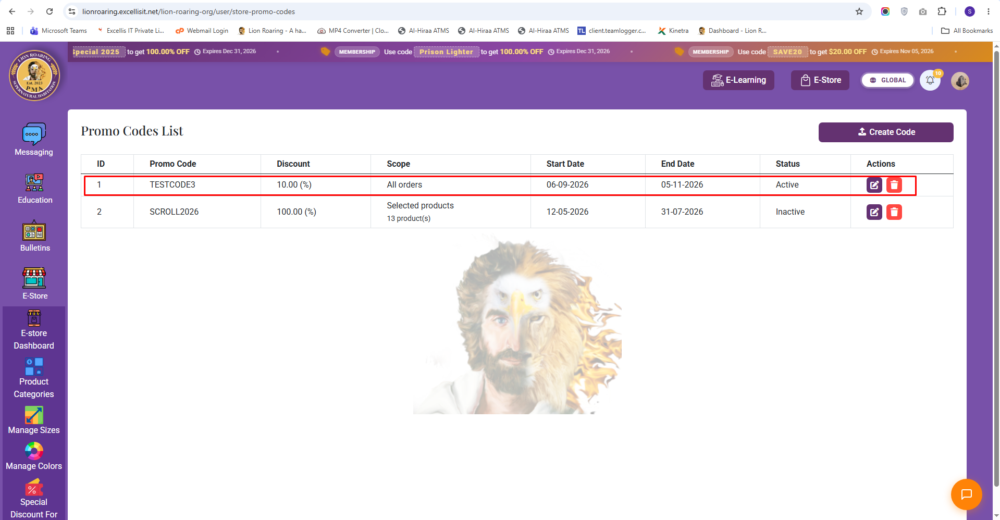 lionroaring.excellisit.net/lion-roaring-org/user/store-promo-codes
S
Microsoft Teams
Excellis IT Private Li...
Webmail Login
Lion Roaring - A ha...
MP4 Converter | Clo...
Al-Hiraa ATMS
Al-Hiraa ATMS
Al-Hiraa ATMS
TL client.teamlogger.c...
Kinetra
Dashboard - Lion R...
All Bookmarks
Special 2025 to get 100.00% OFF Expires Dec 31, 2026 • MEMBERSHIP Use code Prison Lighter to get 100.00% OFF Expires Dec 31, 2026 • MEMBERSHIP Use code SAVE20 to get $20.00 OFF Expires Nov 05, 2026 •
LION ROARING
Est. 2023
PMA
SUPERNATURAL HABITATION
E-Learning
E-Store
GLOBAL
10
Messaging
Education
Bulletins
E-Store
E-store
Dashboard
Product
Categories
Manage Sizes
Manage Colors
Special
Discount For
Promo Codes List
Create Code
ID Promo Code Discount Scope Start Date End Date Status Actions
1 TESTCODE3 10.00 (%) All orders 06-09-2026 05-11-2026 Active
2 SCROLL2026 100.00 (%) Selected products 12-05-2026 31-07-2026 Inactive
13 product(s)